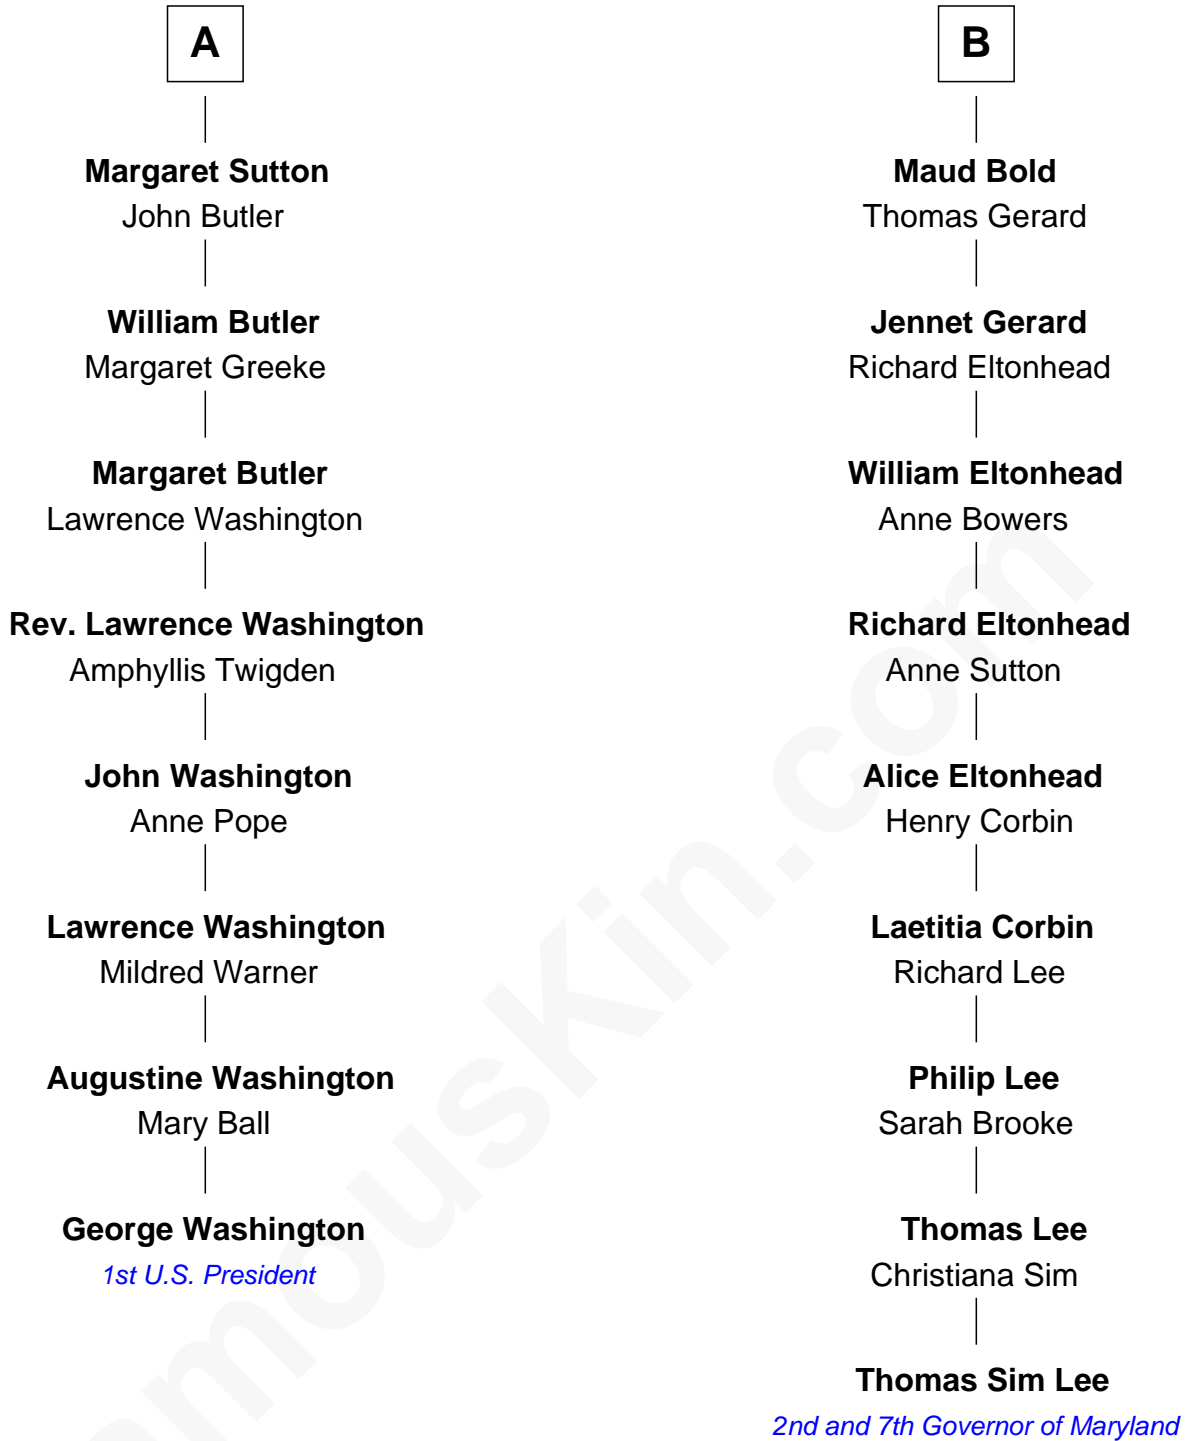 A
Margaret Sutton
John Butler
William Butler
Margaret Greeke
Margaret Butler
Lawrence Washington
Rev. Lawrence Washington
Amphyllis Twigden
John Washington
Anne Pope
Lawrence Washington
Mildred Warner
Augustine Washington
Mary Ball
George Washington
1st U.S. President
B
Maud Bold
Thomas Gerard
Jennet Gerard
Richard Eltonhead
William Eltonhead
Anne Bowers
Richard Eltonhead
Anne Sutton
Alice Eltonhead
Henry Corbin
Laetitia Corbin
Richard Lee
Philip Lee
Sarah Brooke
Thomas Lee
Christiana Sim
Thomas Sim Lee
2nd and 7th Governor of Maryland
amousKin.com